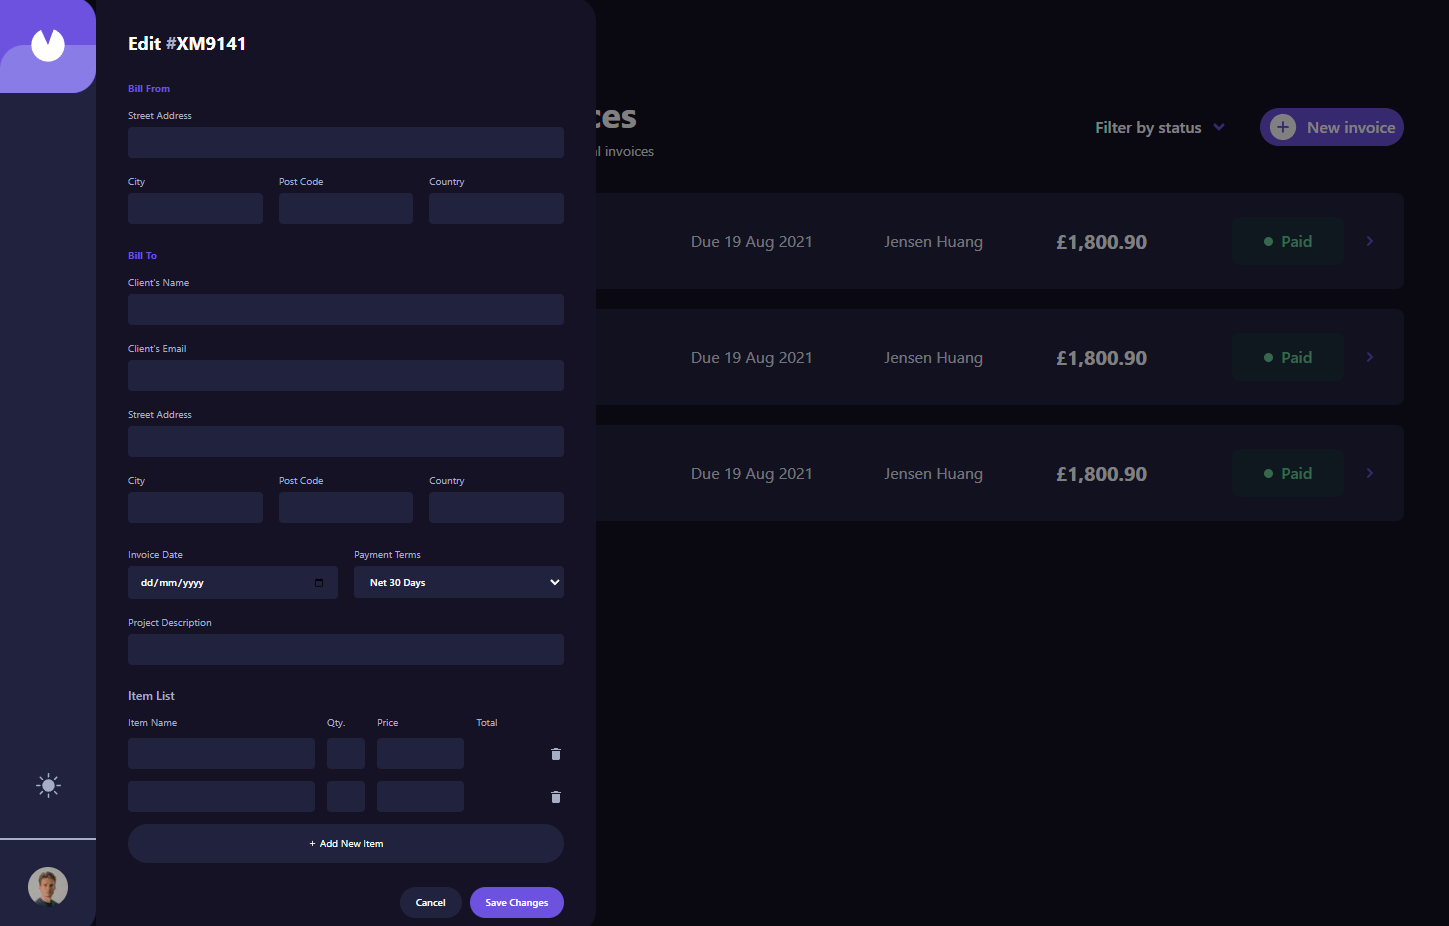 Edit #XM9141
Bill From
Street Address
City Post Code Country
Bill To
Client's Name
Client's Email
Street Address
City Post Code Country
Invoice Date Payment Terms
dd/mm/yyyy Net 30 Days
Project Description
Item List
Item Name Qty. Price Total
+ Add New Item
Cancel Save Changes
Filter by status + New invoice
invoices
Due 19 Aug 2021 Jensen Huang £1,800.90 Paid
Due 19 Aug 2021 Jensen Huang £1,800.90 Paid
Due 19 Aug 2021 Jensen Huang £1,800.90 Paid